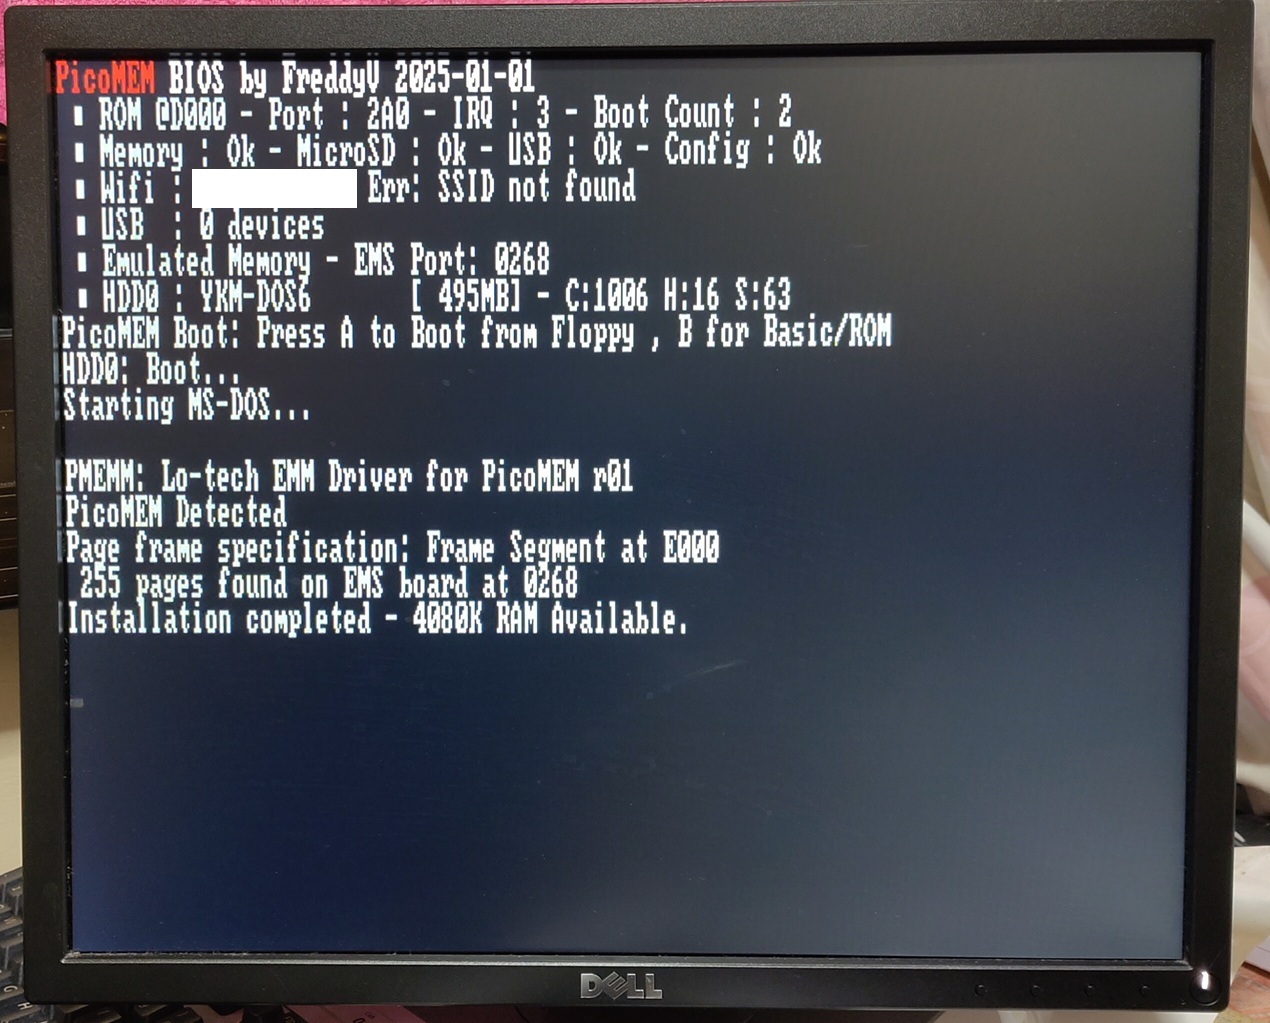 PicoMEM BIOS by FreddyV 2025-01-01
▪ ROM @D000 - Port : 2A0 - IRQ : 3 - Boot Count : 2
▪ Memory : Ok - MicroSD : Ok - USB : Ok - Config : Ok
▪ Wifi : Err: SSID not found
▪ USB : 0 devices
▪ Emulated Memory - EMS Port: 0268
▪ HDD0 : YKM-DOS6 [ 495MB] - C:1006 H:16 S:63
PicoMEM Boot: Press A to Boot from Floppy , B for Basic/ROM
HDD0: Boot...
Starting MS-DOS...
PMEMM: Lo-tech EMM Driver for PicoMEM r01
PicoMEM Detected
Page frame specification: Frame Segment at E000
255 pages found on EMS board at 0268
Installation completed - 4080K RAM Available.
DELL